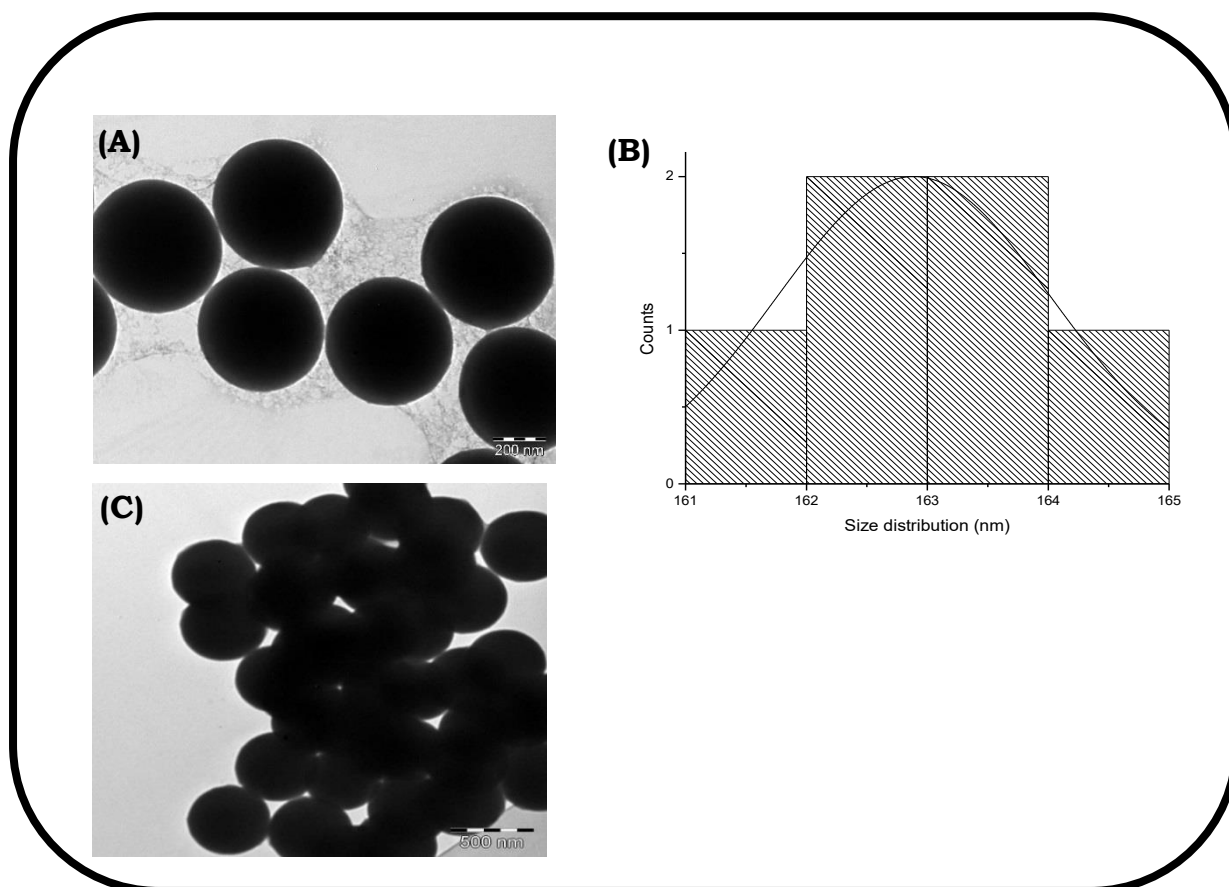 (A)
200 nm
(B)
2
1
0
Counts
161 162 163 164 165
Size distribution (nm)
(C)
500 nm